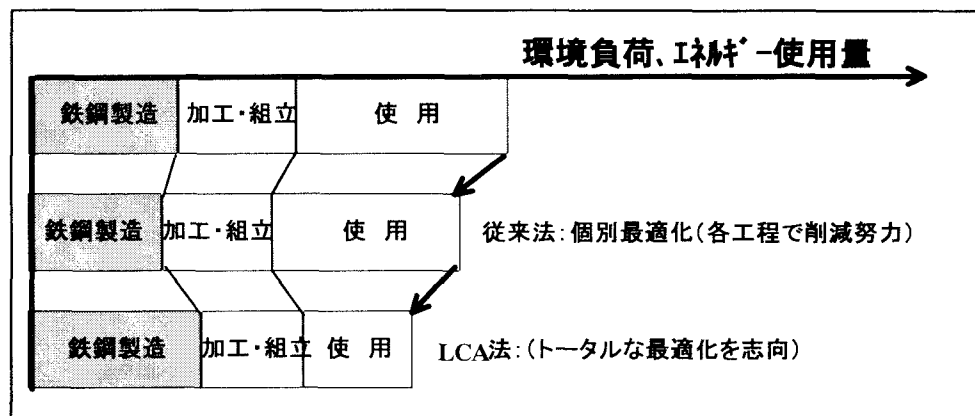 環境負荷、エネルギー使用量
鉄鋼製造 加工・組立 使 用
鉄鋼製造 加工・組立 使 用 従来法：個別最適化（各工程で削減努力）
鉄鋼製造 加工・組立 使 用 LCA法：（トータルな最適化を志向）